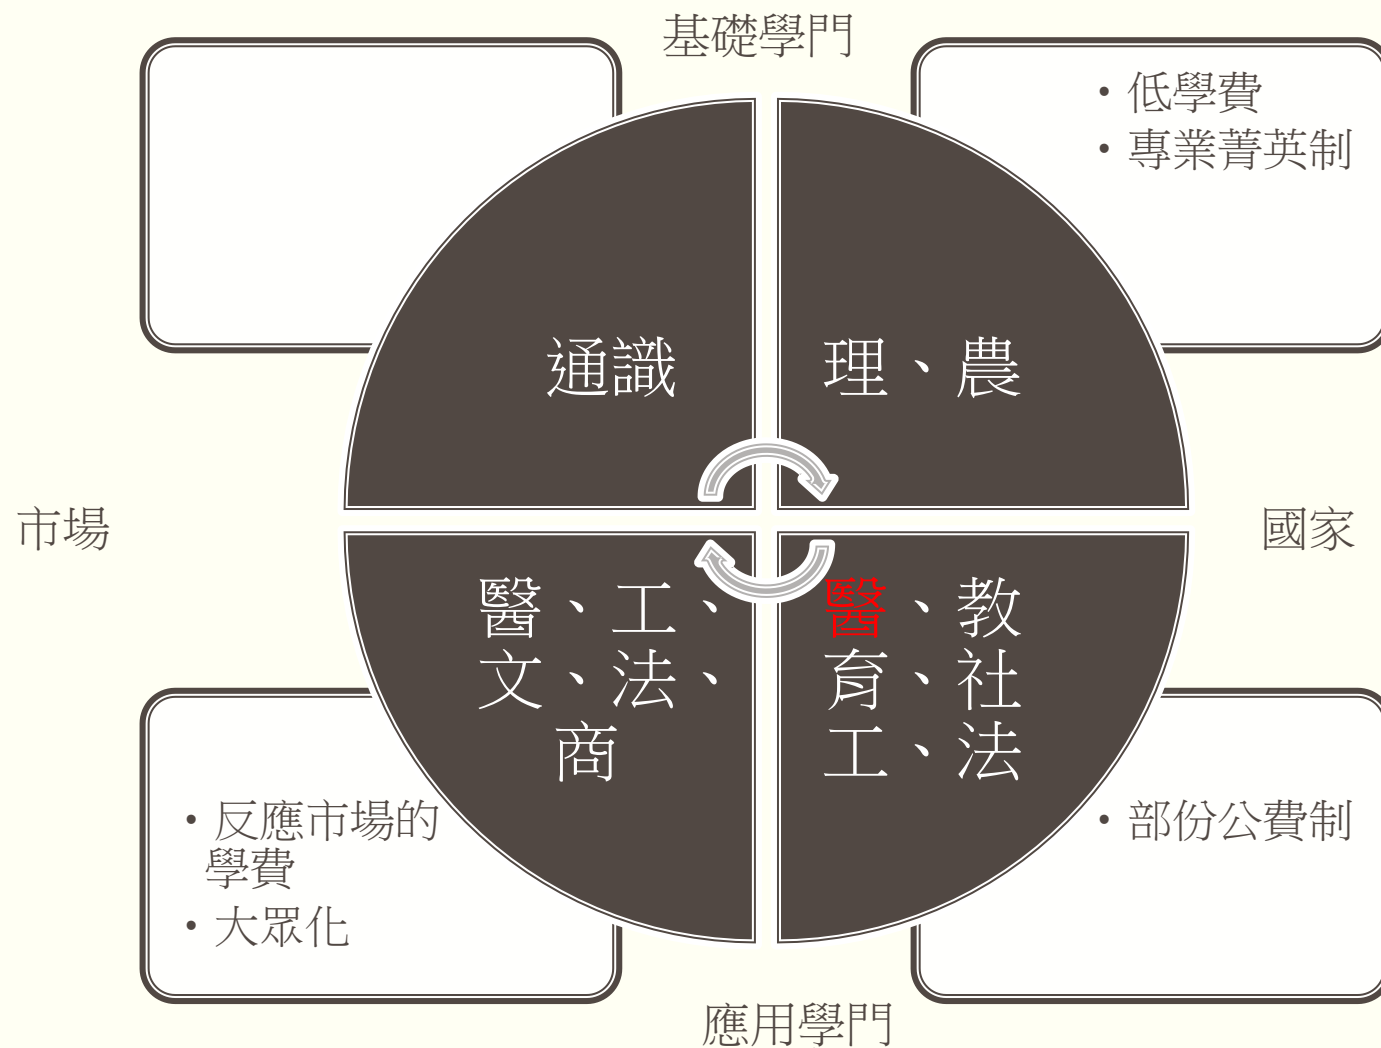 基礎學門
・低學費
・專業菁英制
通識
理、農
市場
國家
醫、工、
文、法、
商
醫、教
育、社
工、法
・反應市場的
學費
・大眾化
・部份公費制
應用學門